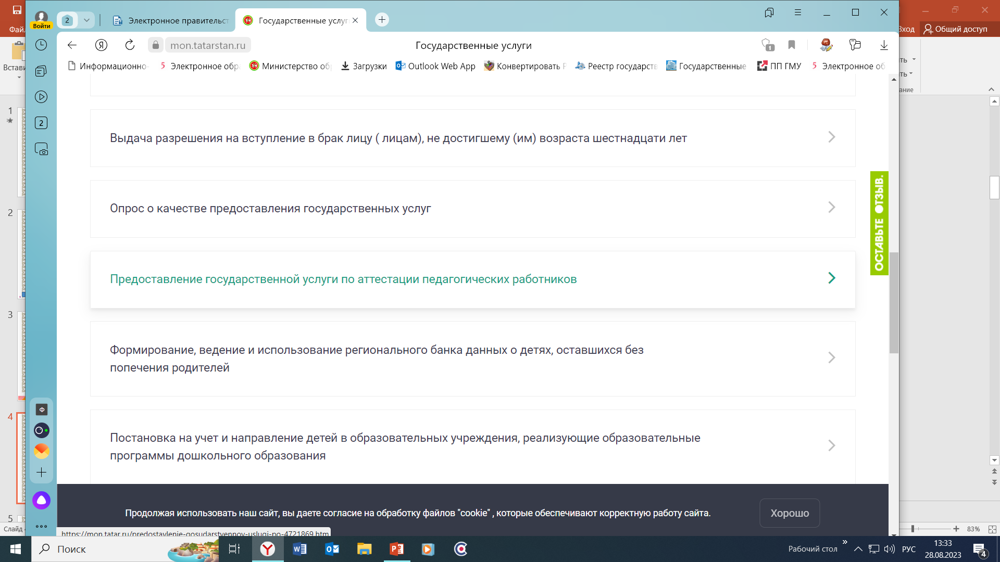 Войти
2
Электронное правительст
Государственные услуг
Вход
Общий доступ
mon.tatarstan.ru
Государственные услуги
1
Информационно-
5 Электронное обр
Министерство об
Загрузки
Outlook Web App
Конвертировать
Реестр государств
Государственные
ПП ГМУ
5 Электронное об
2
1
2
3
4
5
Выдача разрешения на вступление в брак лицу ( лицам), не достигшему (им) возраста шестнадцати лет
Опрос о качестве предоставления государственных услуг
ОСТАВЬТЕ ОТЗЫВ.
Предоставление государственной услуги по аттестации педагогических работников
Формирование, ведение и использование регионального банка данных о детях, оставшихся без
попечения родителей
Постановка на учет и направление детей в образовательных учреждения, реализующие образовательные
программы дошкольного образования
Ф
Продолжая использовать наш сайт, вы даете согласие на обработку файлов "cookie" , которые обеспечивают корректную работу сайта.
Хорошо
Слайд
https://mon.tatar.ru/predostavlenie-gosudarstvennoy-uslugi-po-4721869.htm
83%
Поиск
Рабочий стол
РУС
13:33
28.08.2023
4